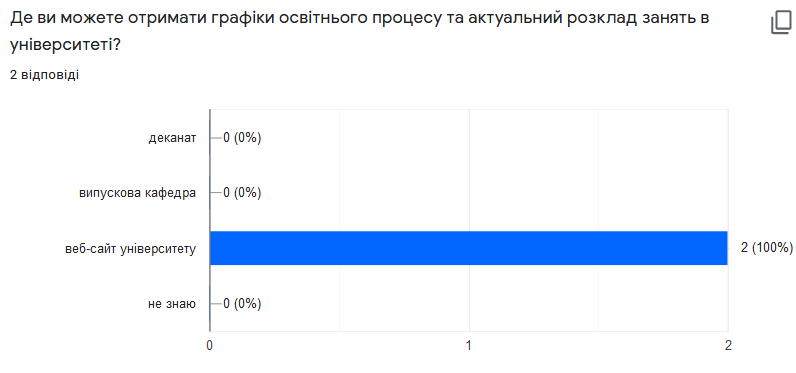 Де ви можете отримати графіки освітнього процесу та актуальний розклад занять в
університеті?
2 відповіді
деканат 0 (0%)
випускова кафедра 0 (0%)
веб-сайт університету 2 (100%)
не знаю 0 (0%)
0 1 2